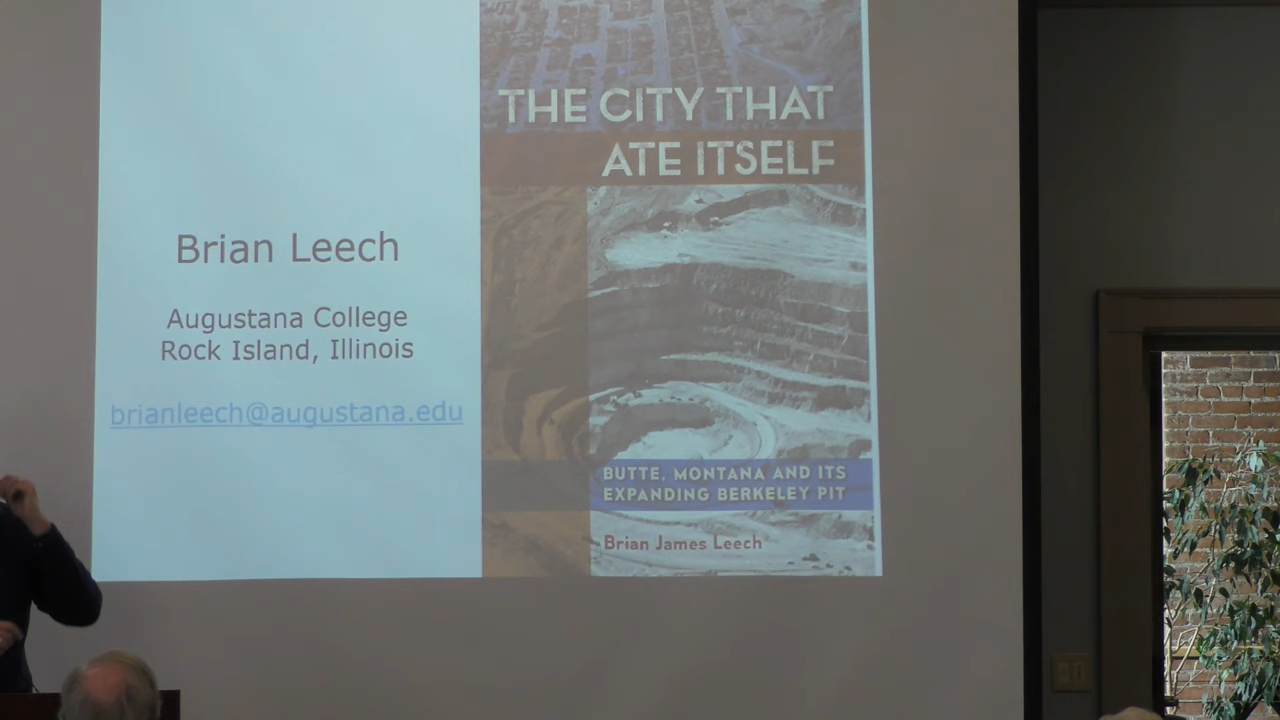 Brian Leech
Augustana College
Rock Island, Illinois
brianleech@augustana.edu
THE CITY THAT
ATE ITSELF
BUTTE, MONTANA AND ITS
EXPANDING BERKELEY PIT
Brian James Leech